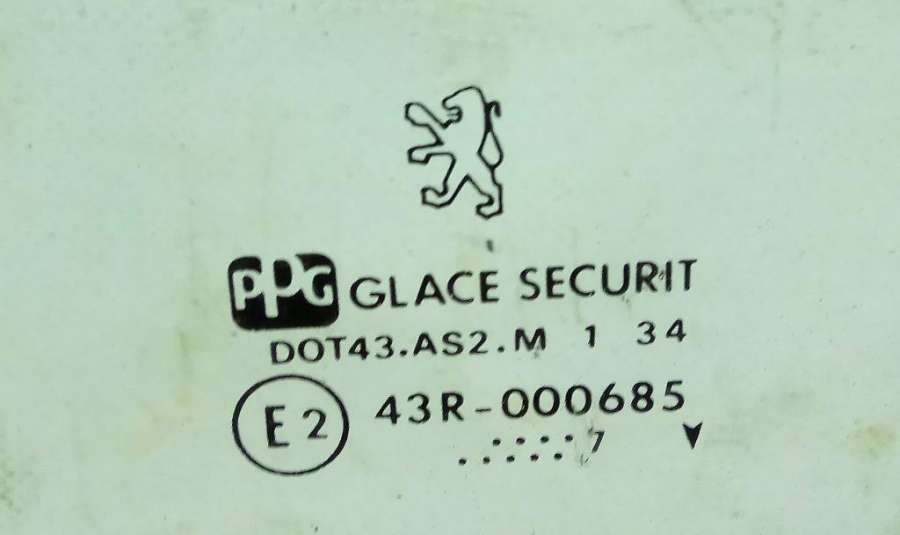 PPG GLACE SECURIT
DOT43.AS2.M 1 34
E2 43R-000685
7